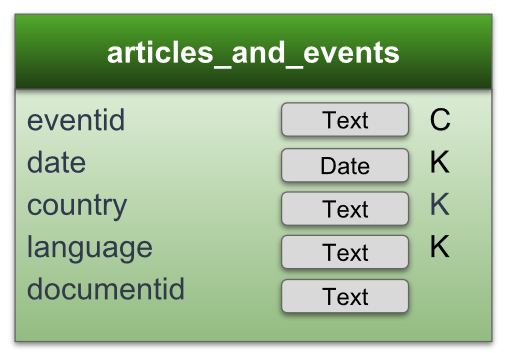 articles_and_events
eventid Text C
date Date K
country Text K
language Text K
documentid Text